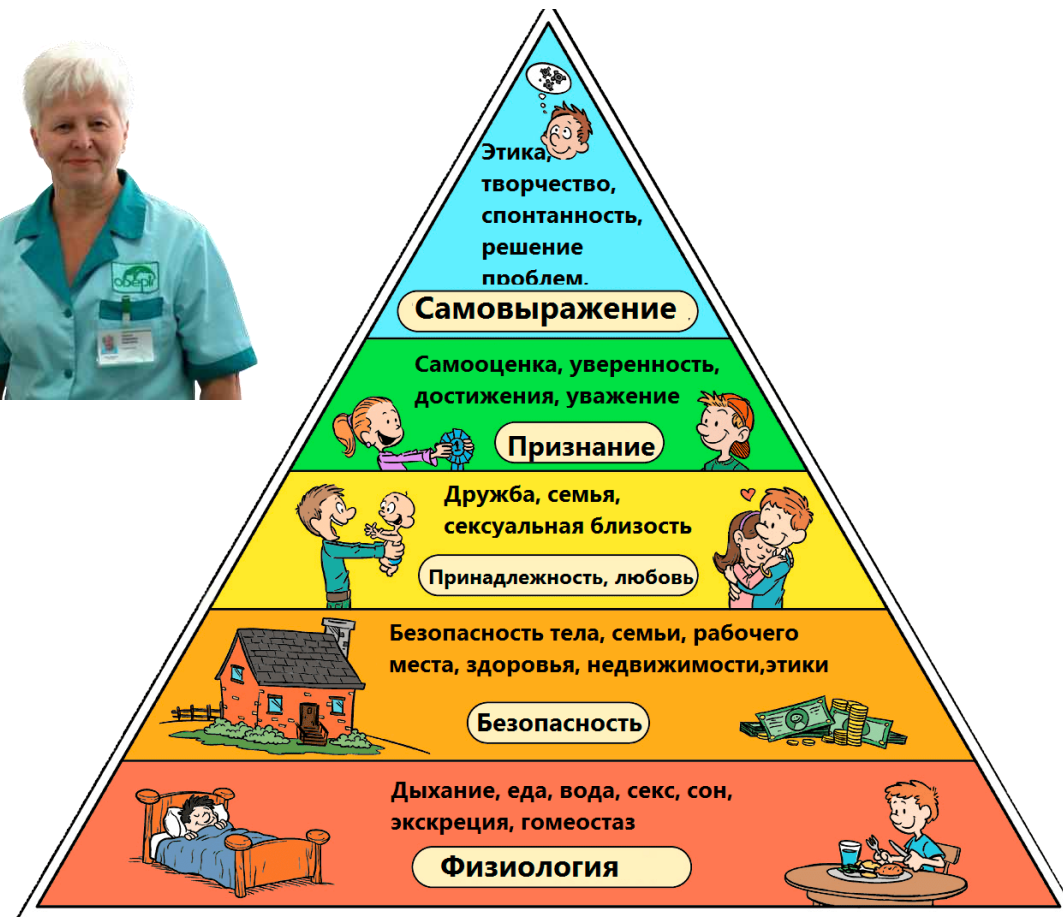 Этика,
творчество,
спонтанность,
решение
проблем.
Самовыражение
Самооценка, уверенность,
достижения, уважение
1
Признание
Дружба, семья,
сексуальная близость
Принадлежность, любовь
Безопасность тела, семьи, рабочего
места, здоровья, недвижимости,этики
Безопасность
Дыхание, еда, вода, секс, сон,
экскреция, гомеостаз
Физиология